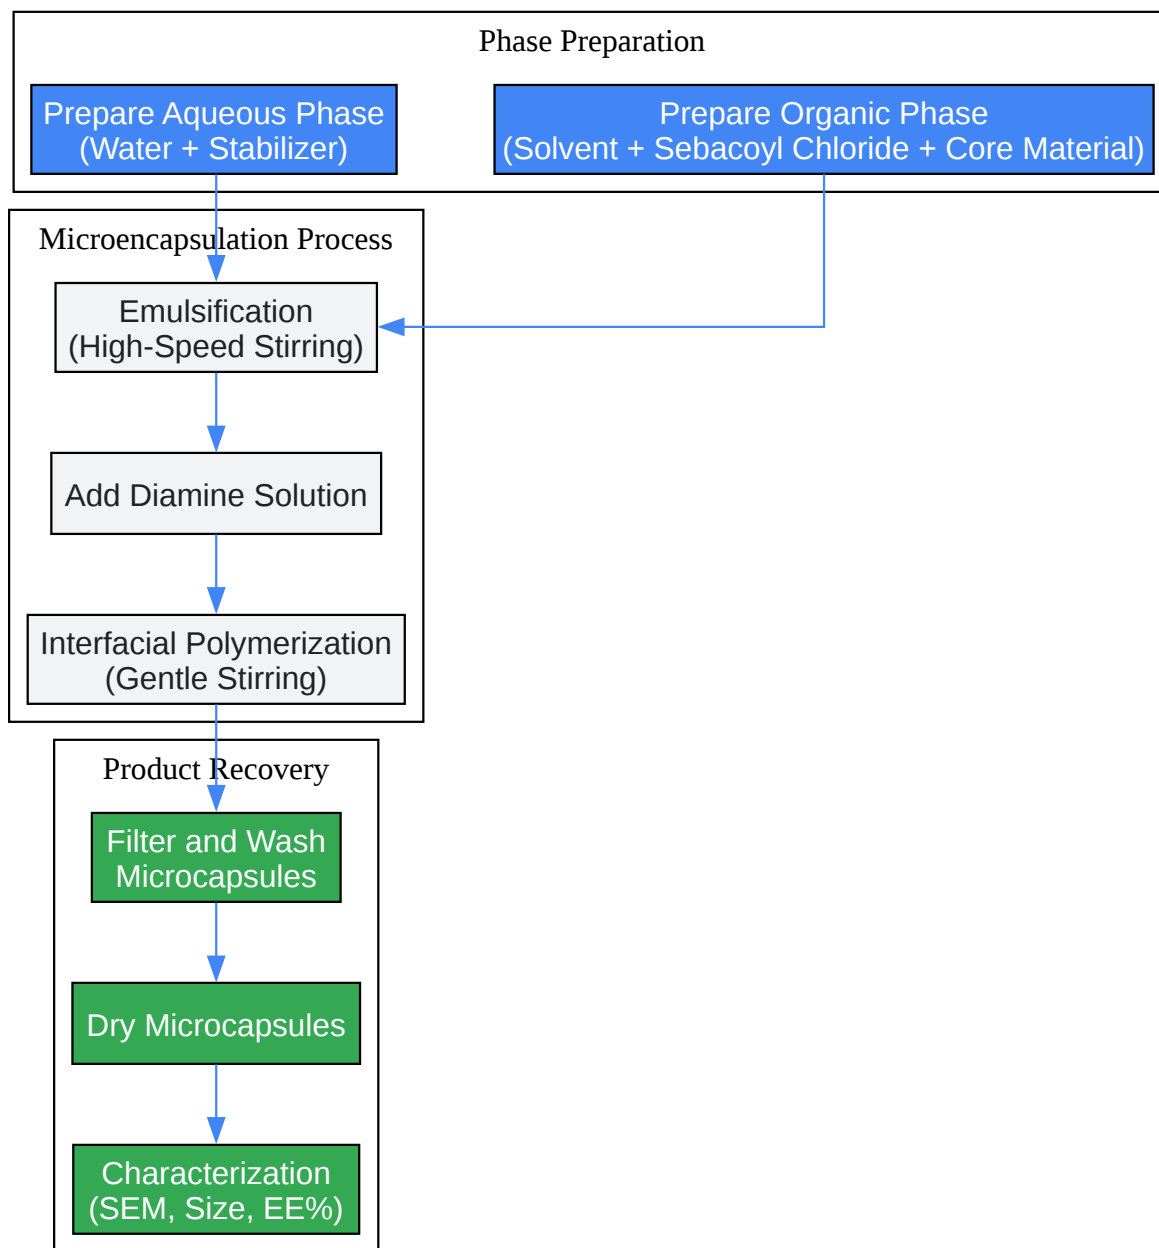 Phase Preparation
Prepare Aqueous Phase
(Water + Stabilizer)
Prepare Organic Phase
(Solvent + Sebacoyl Chloride + Core Material)
Microencapsulation Process
Emulsification
(High-Speed Stirring)
Add Diamine Solution
Interfacial Polymerization
(Gentle Stirring)
Product Recovery
Filter and Wash
Microcapsules
Dry Microcapsules
Characterization
(SEM, Size, EE%)